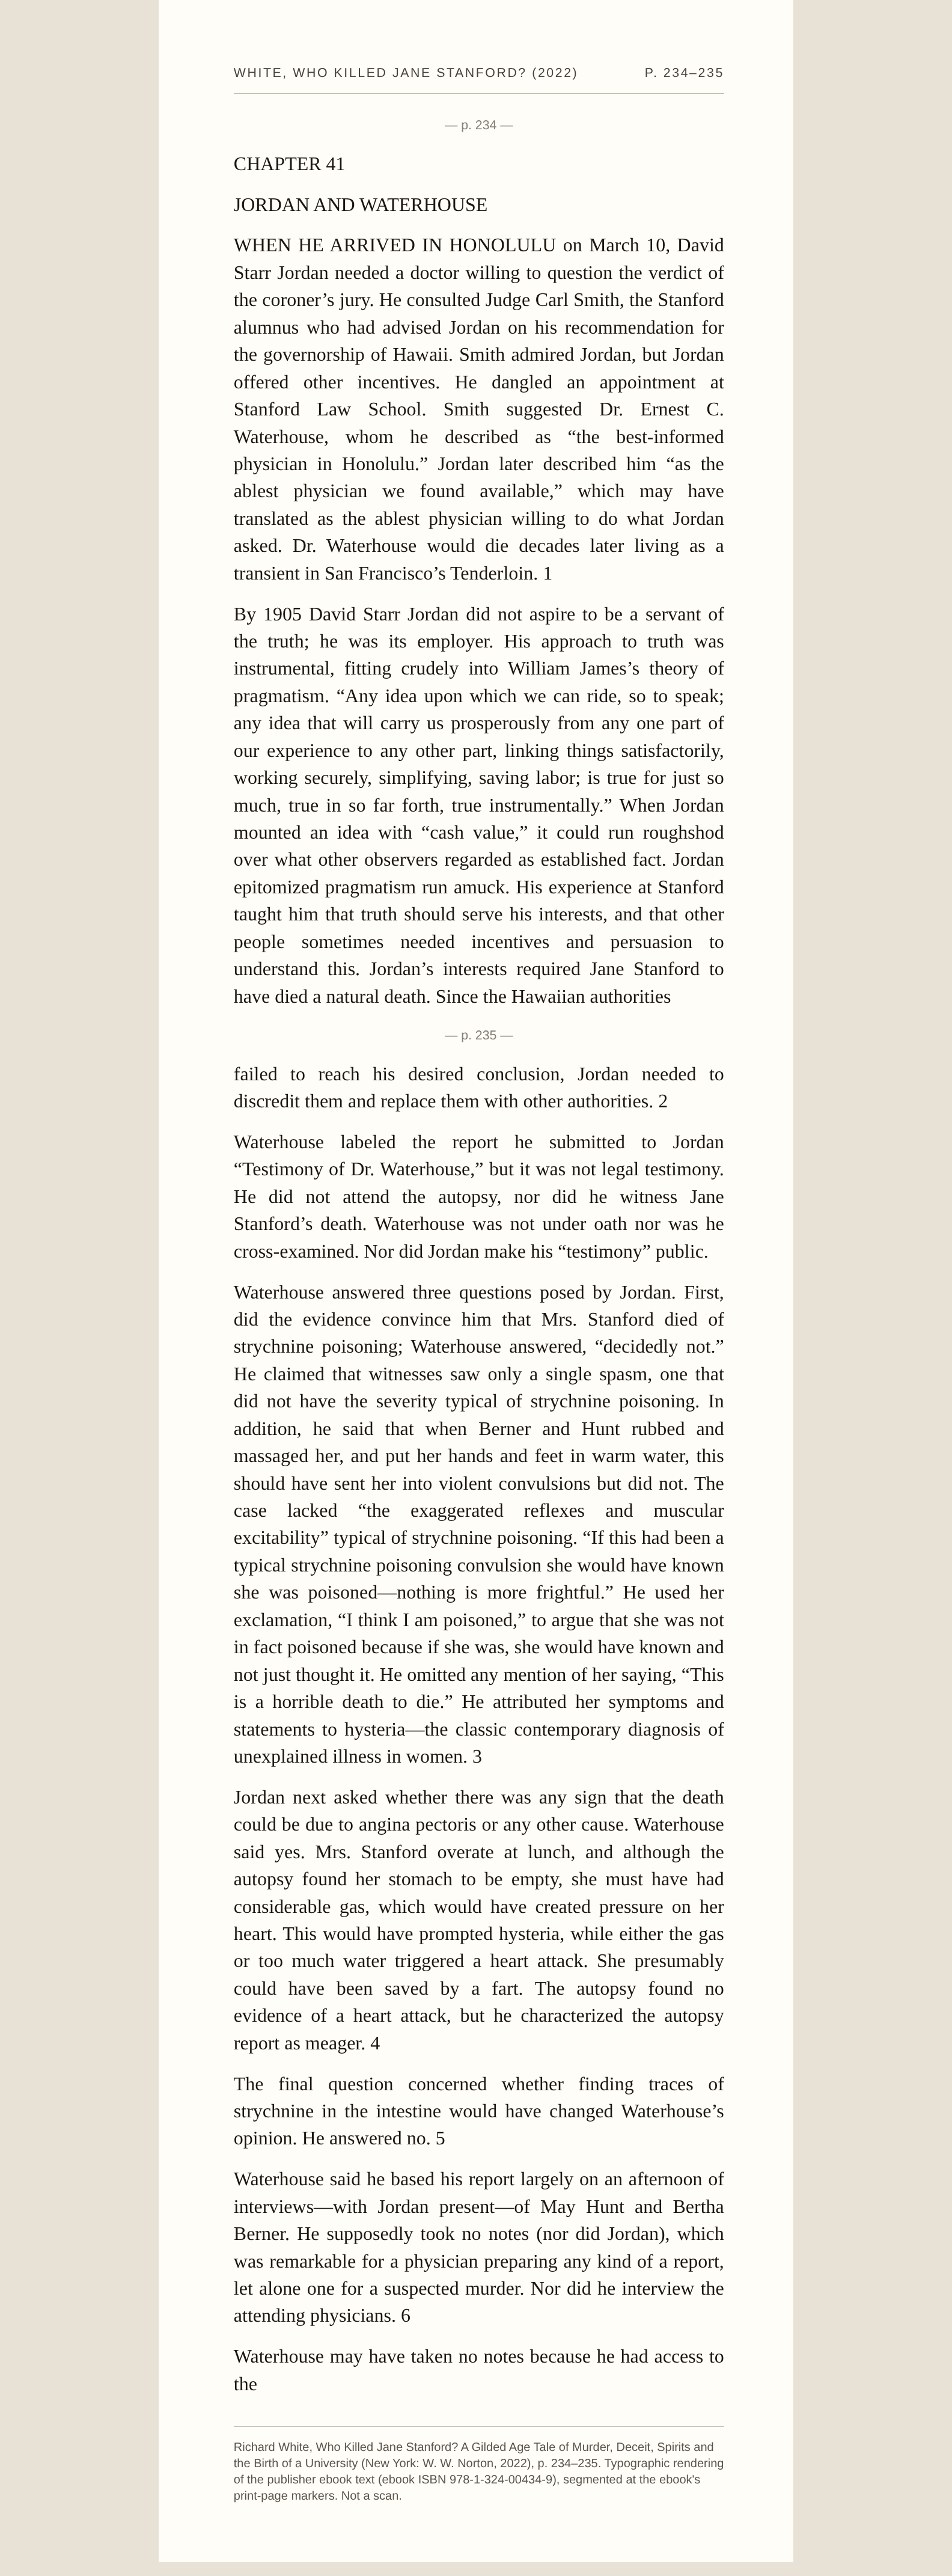 WHITE, WHO KILLED JANE STANFORD? (2022) P. 234–235
— p. 234 —
CHAPTER 41
JORDAN AND WATERHOUSE
WHEN HE ARRIVED IN HONOLULU on March 10, David
Starr Jordan needed a doctor willing to question the verdict of
the coroner’s jury. He consulted Judge Carl Smith, the Stanford
alumnus who had advised Jordan on his recommendation for
the governorship of Hawaii. Smith admired Jordan, but Jordan
offered other incentives. He dangled an appointment at
Stanford Law School. Smith suggested Dr. Ernest C.
Waterhouse, whom he described as “the best-informed
physician in Honolulu.” Jordan later described him “as the
ablest physician we found available,” which may have
translated as the ablest physician willing to do what Jordan
asked. Dr. Waterhouse would die decades later living as a
transient in San Francisco’s Tenderloin. 1
By 1905 David Starr Jordan did not aspire to be a servant of
the truth; he was its employer. His approach to truth was
instrumental, fitting crudely into William James’s theory of
pragmatism. “Any idea upon which we can ride, so to speak;
any idea that will carry us prosperously from any one part of
our experience to any other part, linking things satisfactorily,
working securely, simplifying, saving labor; is true for just so
much, true in so far forth, true instrumentally.” When Jordan
mounted an idea with “cash value,” it could run roughshod
over what other observers regarded as established fact. Jordan
epitomized pragmatism run amuck. His experience at Stanford
taught him that truth should serve his interests, and that other
people sometimes needed incentives and persuasion to
understand this. Jordan’s interests required Jane Stanford to
have died a natural death. Since the Hawaiian authorities
— p. 235 —
failed to reach his desired conclusion, Jordan needed to
discredit them and replace them with other authorities. 2
Waterhouse labeled the report he submitted to Jordan
“Testimony of Dr. Waterhouse,” but it was not legal testimony.
He did not attend the autopsy, nor did he witness Jane
Stanford’s death. Waterhouse was not under oath nor was he
cross-examined. Nor did Jordan make his “testimony” public.
Waterhouse answered three questions posed by Jordan. First,
did the evidence convince him that Mrs. Stanford died of
strychnine poisoning; Waterhouse answered, “decidedly not.”
He claimed that witnesses saw only a single spasm, one that
did not have the severity typical of strychnine poisoning. In
addition, he said that when Berner and Hunt rubbed and
massaged her, and put her hands and feet in warm water, this
should have sent her into violent convulsions but did not. The
case lacked “the exaggerated reflexes and muscular
excitability” typical of strychnine poisoning. “If this had been a
typical strychnine poisoning convulsion she would have known
she was poisoned—nothing is more frightful.” He used her
exclamation, “I think I am poisoned,” to argue that she was not
in fact poisoned because if she was, she would have known and
not just thought it. He omitted any mention of her saying, “This
is a horrible death to die.” He attributed her symptoms and
statements to hysteria—the classic contemporary diagnosis of
unexplained illness in women. 3
Jordan next asked whether there was any sign that the death
could be due to angina pectoris or any other cause. Waterhouse
said yes. Mrs. Stanford overate at lunch, and although the
autopsy found her stomach to be empty, she must have had
considerable gas, which would have created pressure on her
heart. This would have prompted hysteria, while either the gas
or too much water triggered a heart attack. She presumably
could have been saved by a fart. The autopsy found no
evidence of a heart attack, but he characterized the autopsy
report as meager. 4
The final question concerned whether finding traces of
strychnine in the intestine would have changed Waterhouse’s
opinion. He answered no. 5
Waterhouse said he based his report largely on an afternoon of
interviews—with Jordan present—of May Hunt and Bertha
Berner. He supposedly took no notes (nor did Jordan), which
was remarkable for a physician preparing any kind of a report,
let alone one for a suspected murder. Nor did he interview the
attending physicians. 6
Waterhouse may have taken no notes because he had access to
the
Richard White, Who Killed Jane Stanford? A Gilded Age Tale of Murder, Deceit, Spirits and
the Birth of a University (New York: W. W. Norton, 2022), p. 234–235. Typographic rendering
of the publisher ebook text (ebook ISBN 978-1-324-00434-9), segmented at the ebook's
print-page markers. Not a scan.